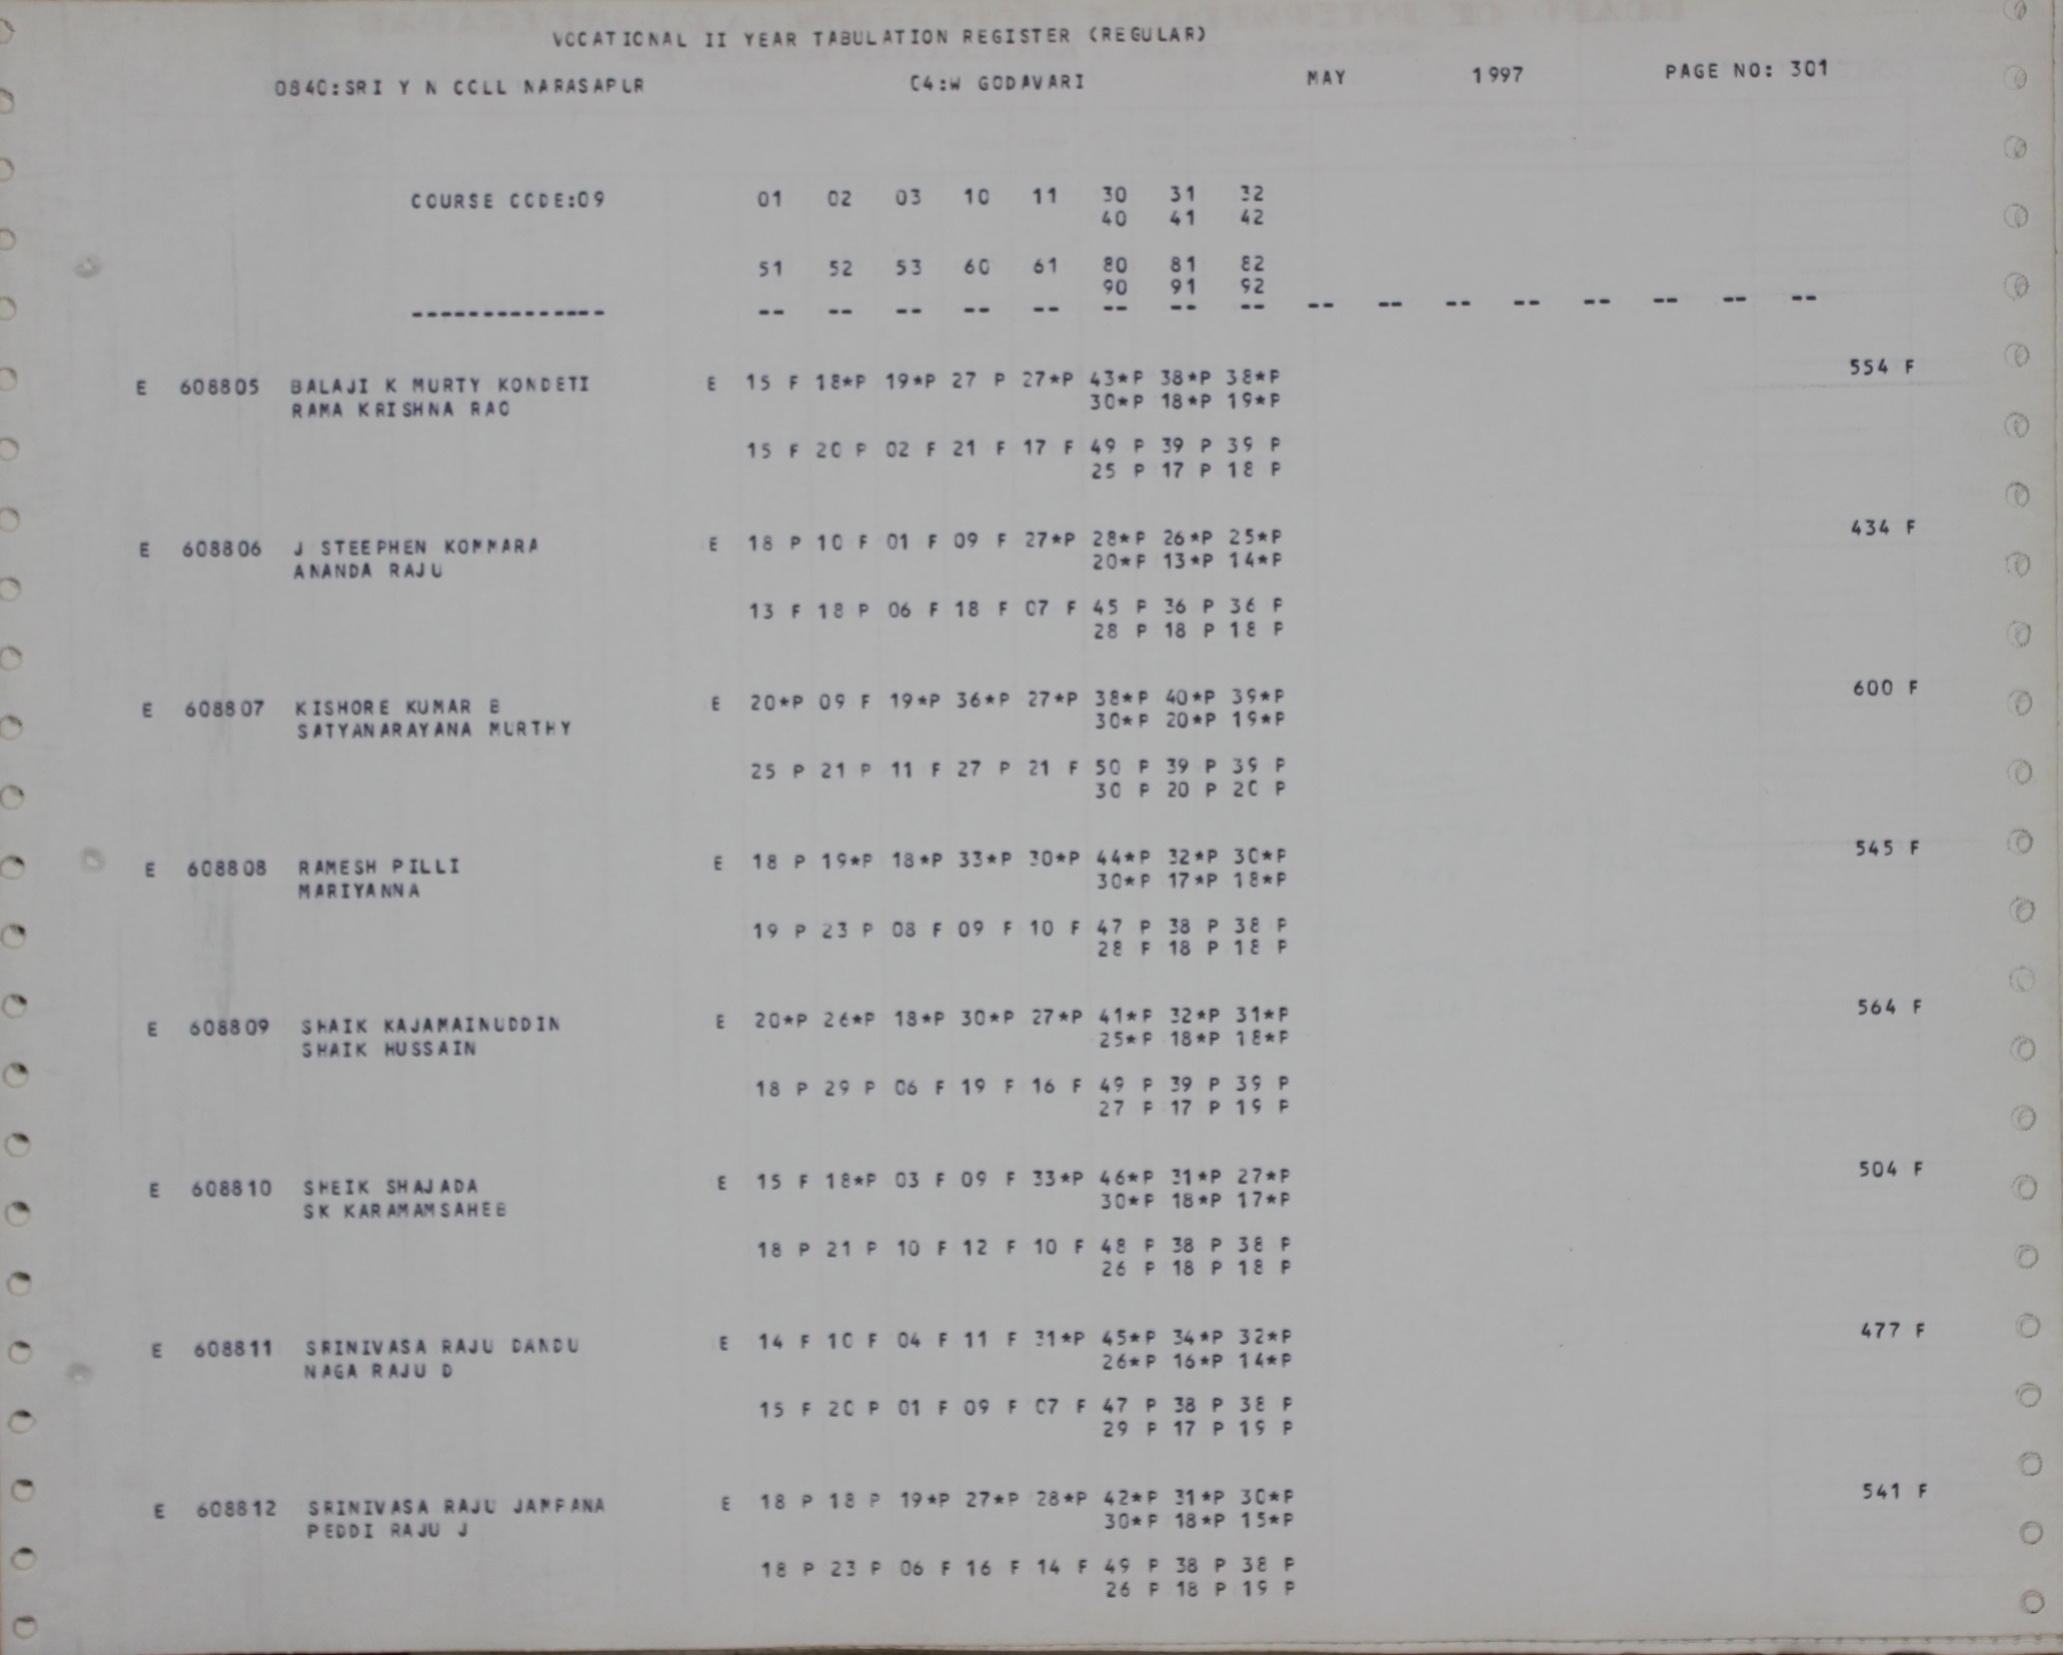 VOCATIONAL II YEAR TABULATION REGISTER (REGULAR)
0840:SRI Y N COLL NARASAPUR C4:W GODAVARI MAY 1997 PAGE NO: 301
COURSE CODE:09 01 02 03 10 11 30 31 32
40 41 42
51 52 53 60 61 80 81 82
90 91 92
-------------- -- -- -- -- -- -- -- -- -- -- -- -- -- -- -- --
E 608805 BALAJI K MURTY KONDETI E 15 F 18*P 19*P 27 P 27*P 43*P 38*P 38*P 554 F
RAMA KRISHNA RAO 30*P 18*P 19*P
15 F 20 P 02 F 21 F 17 F 49 P 39 P 39 P
25 P 17 P 18 P
E 608806 J STEEPHEN KOMMARA E 18 P 10 F 01 F 09 F 27*P 28*P 26*P 25*P 434 F
ANANDA RAJU 20*P 13*P 14*P
13 F 18 P 06 F 18 F 07 F 45 P 36 P 36 P
28 P 18 P 18 P
E 608807 KISHORE KUMAR B E 20*P 09 F 19*P 36*P 27*P 38*P 40*P 39*P 600 F
SATYANARAYANA MURTHY 30*P 20*P 19*P
25 P 21 P 11 F 27 P 21 F 50 P 39 P 39 P
30 P 20 P 20 P
E 608808 RAMESH PILLI E 18 P 19*P 18*P 33*P 30*P 44*P 32*P 30*P 545 F
MARIYANNA 30*P 17*P 18*P
19 P 23 P 08 F 09 F 10 F 47 P 38 P 38 P
28 P 18 P 18 P
E 608809 SHAIK KAJAMAINUDDIN E 20*P 26*P 18*P 30*P 27*P 41*P 32*P 31*P 564 F
SHAIK HUSSAIN 25*P 18*P 18*P
18 P 29 P 06 F 19 F 16 F 49 P 39 P 39 P
27 P 17 P 19 P
E 608810 SHEIK SHAJADA E 15 F 18*P 03 F 09 F 33*P 46*P 31*P 27*P 504 F
SK KARAMAMSAHEB 30*P 18*P 17*P
18 P 21 P 10 F 12 F 10 F 48 P 38 P 38 P
26 P 18 P 18 P
E 608811 SRINIVASA RAJU DANDU E 14 F 10 F 04 F 11 F 31*P 45*P 34*P 32*P 477 F
NAGA RAJU D 26*P 16*P 14*P
15 F 20 P 01 F 09 F 07 F 47 P 38 P 38 P
29 P 17 P 19 P
E 608812 SRINIVASA RAJU JAMPANA E 18 P 18 P 19*P 27*P 28*P 42*P 31*P 30*P 541 F
PEDDI RAJU J 30*P 18*P 15*P
18 P 23 P 06 F 16 F 14 F 49 P 38 P 38 P
26 P 18 P 19 P